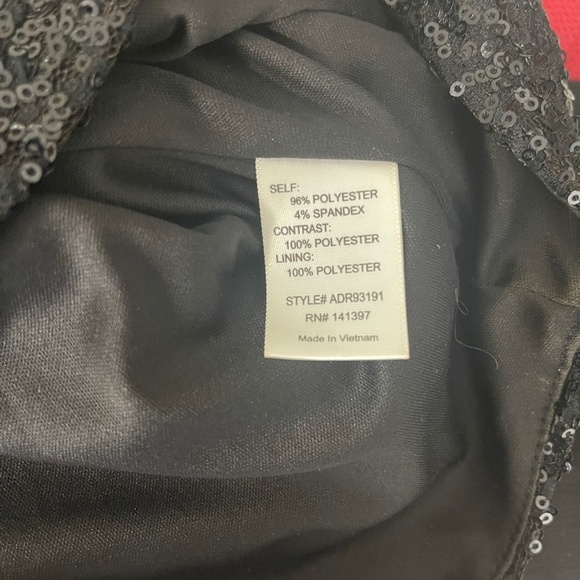 SELF:
96% POLYESTER
4% SPANDEX
CONTRAST:
100% POLYESTER
LINING:
100% POLYESTER
STYLE# ADR93191
RN# 141397
Made In Vietnam